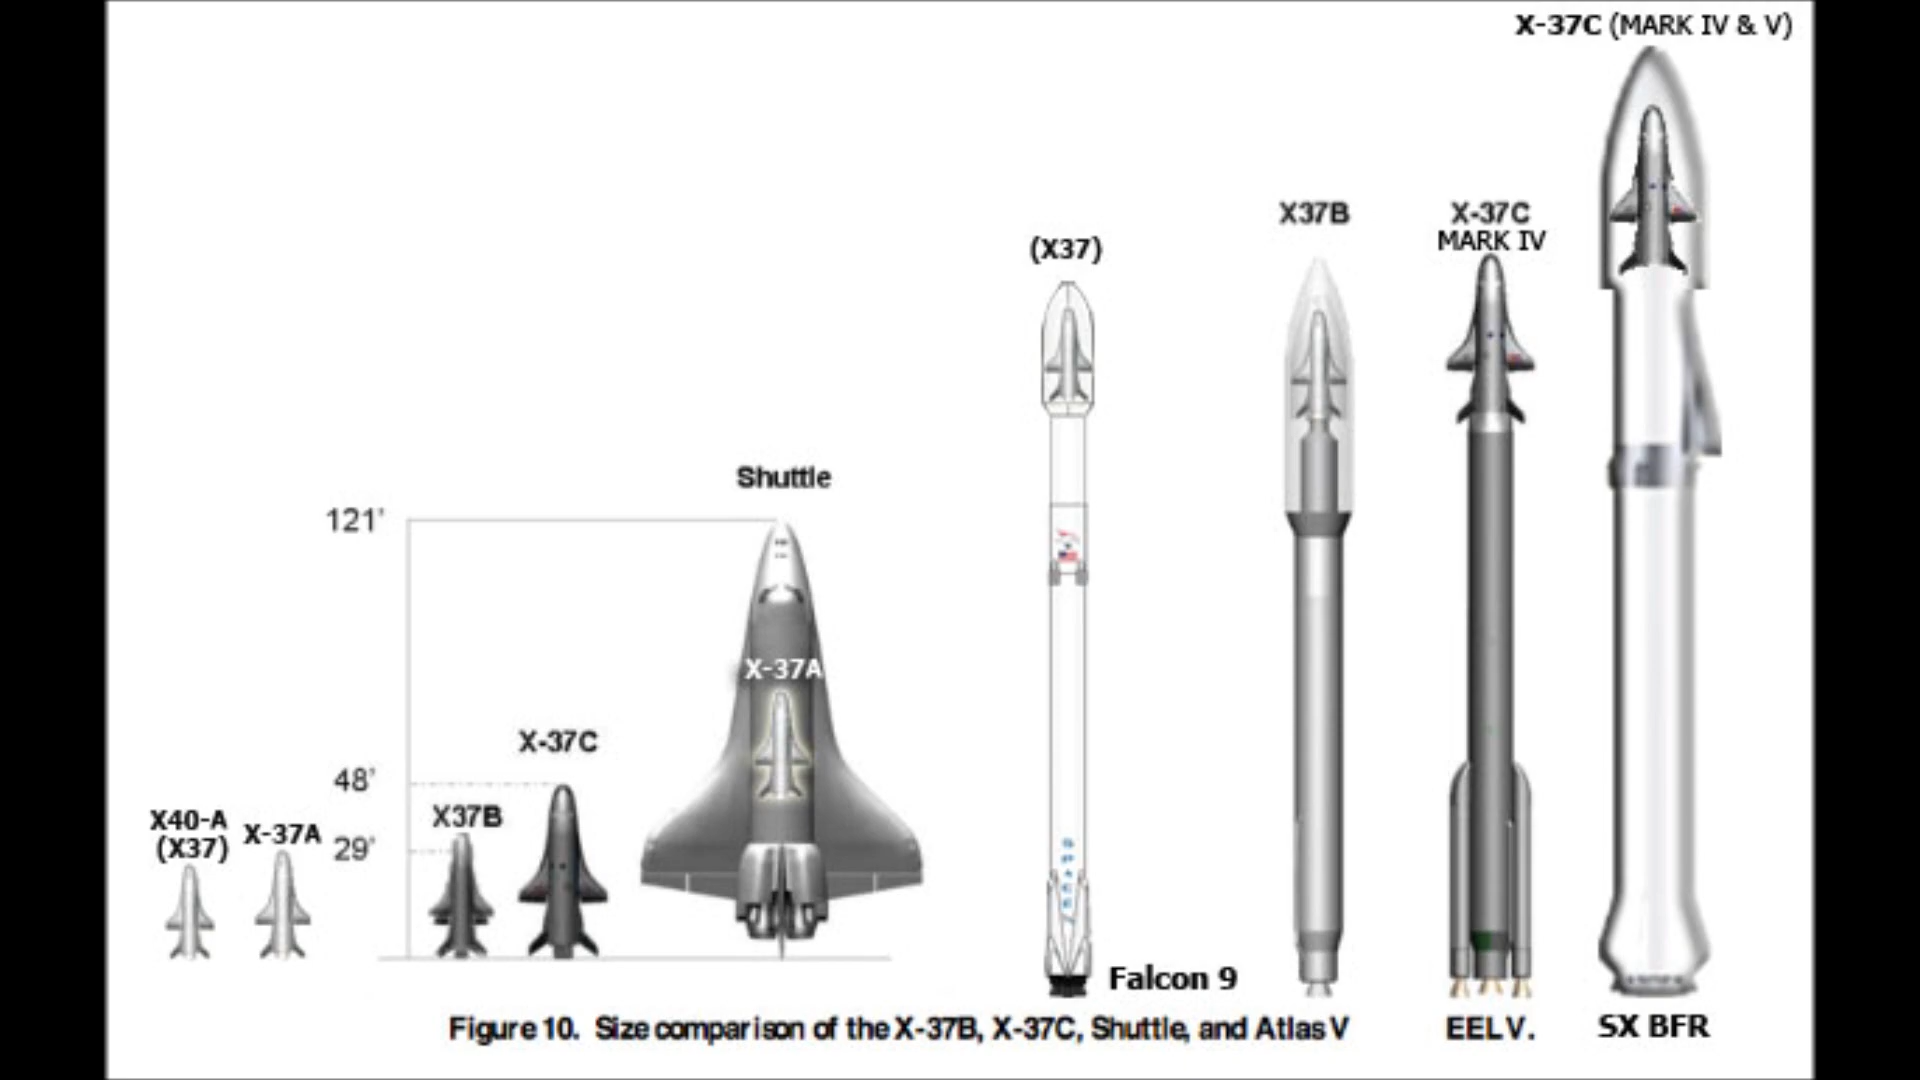 X-37C (MARK IV & V)
X37B
X-37C
MARK IV
(X37)
Shuttle
121'
X-37A
X-37C
48'
X40-A
(X37)
X-37A
X37B
29'
SPACE
Falcon 9
Figure 10. Size comparison of the X-37B, X-37C, Shuttle, and Atlas V
EELV.
SX BFR